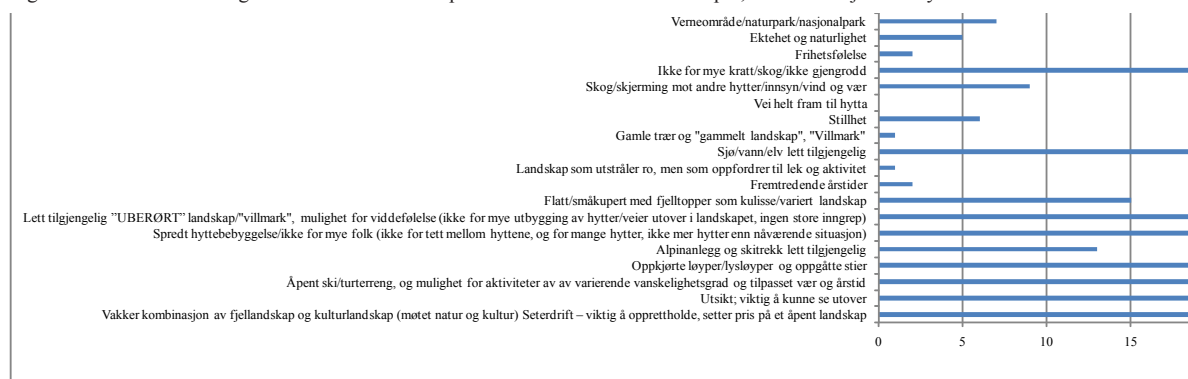 Verneområde/naturpark/nasjonalpark
Ektehet og naturlighet
Frihetsfølelse
Ikke for mye kratt/skog/ikke gjengrodd
Skog/skjerming mot andre hytter/innsyn/vind og vær
Vei helt fram til hytta
Stillhet
Gamle trær og "gammelt landskap", "Villmark"
Sjø/vann/elv lett tilgjengelig
Landskap som utstråler ro, men som oppfordrer til lek og aktivitet
Fremtredende årstider
Flatt/småkupert med fjelltopper som kulisse/variert landskap
Lett tilgjengelig ”UBERØRT” landskap/"villmark", mulighet for viddefølelse (ikke for mye utbygging av hytter/veier utover i landskapet, ingen store inngrep)
Spredt hyttebebyggelse/ikke for mye folk (ikke for tett mellom hyttene, og for mange hytter, ikke mer hytter enn nåværende situasjon)
Alpinanlegg og skitrekk lett tilgjengelig
Oppkjørte løyper/lysløyper og oppgåtte stier
Åpent ski/turterreng, og mulighet for aktiviteter av av varierende vanskelighetsgrad og tilpasset vær og årstid
Utsikt; viktig å kunne se utover
Vakker kombinasjon av fjellandskap og kulturlandskap (møtet natur og kultur) Seterdrift – viktig å opprettholde, setter pris på et åpent landskap
0 5 10 15